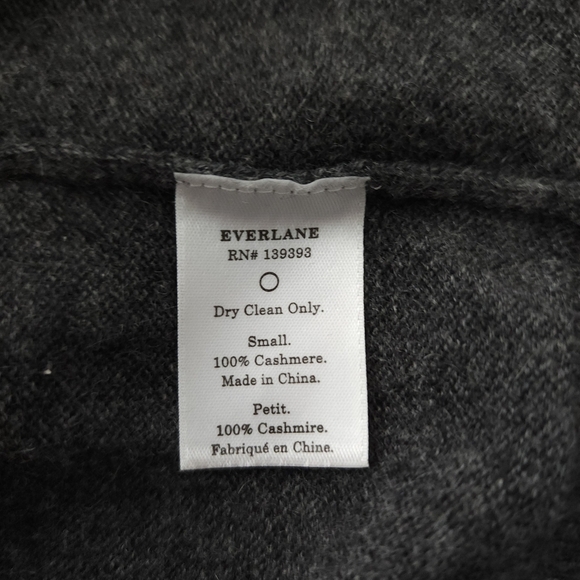 EVERLANE
RN# 139393
Dry Clean Only.
Small.
100% Cashmere.
Made in China.
Petit.
100% Cashmire.
Fabriqué en Chine.